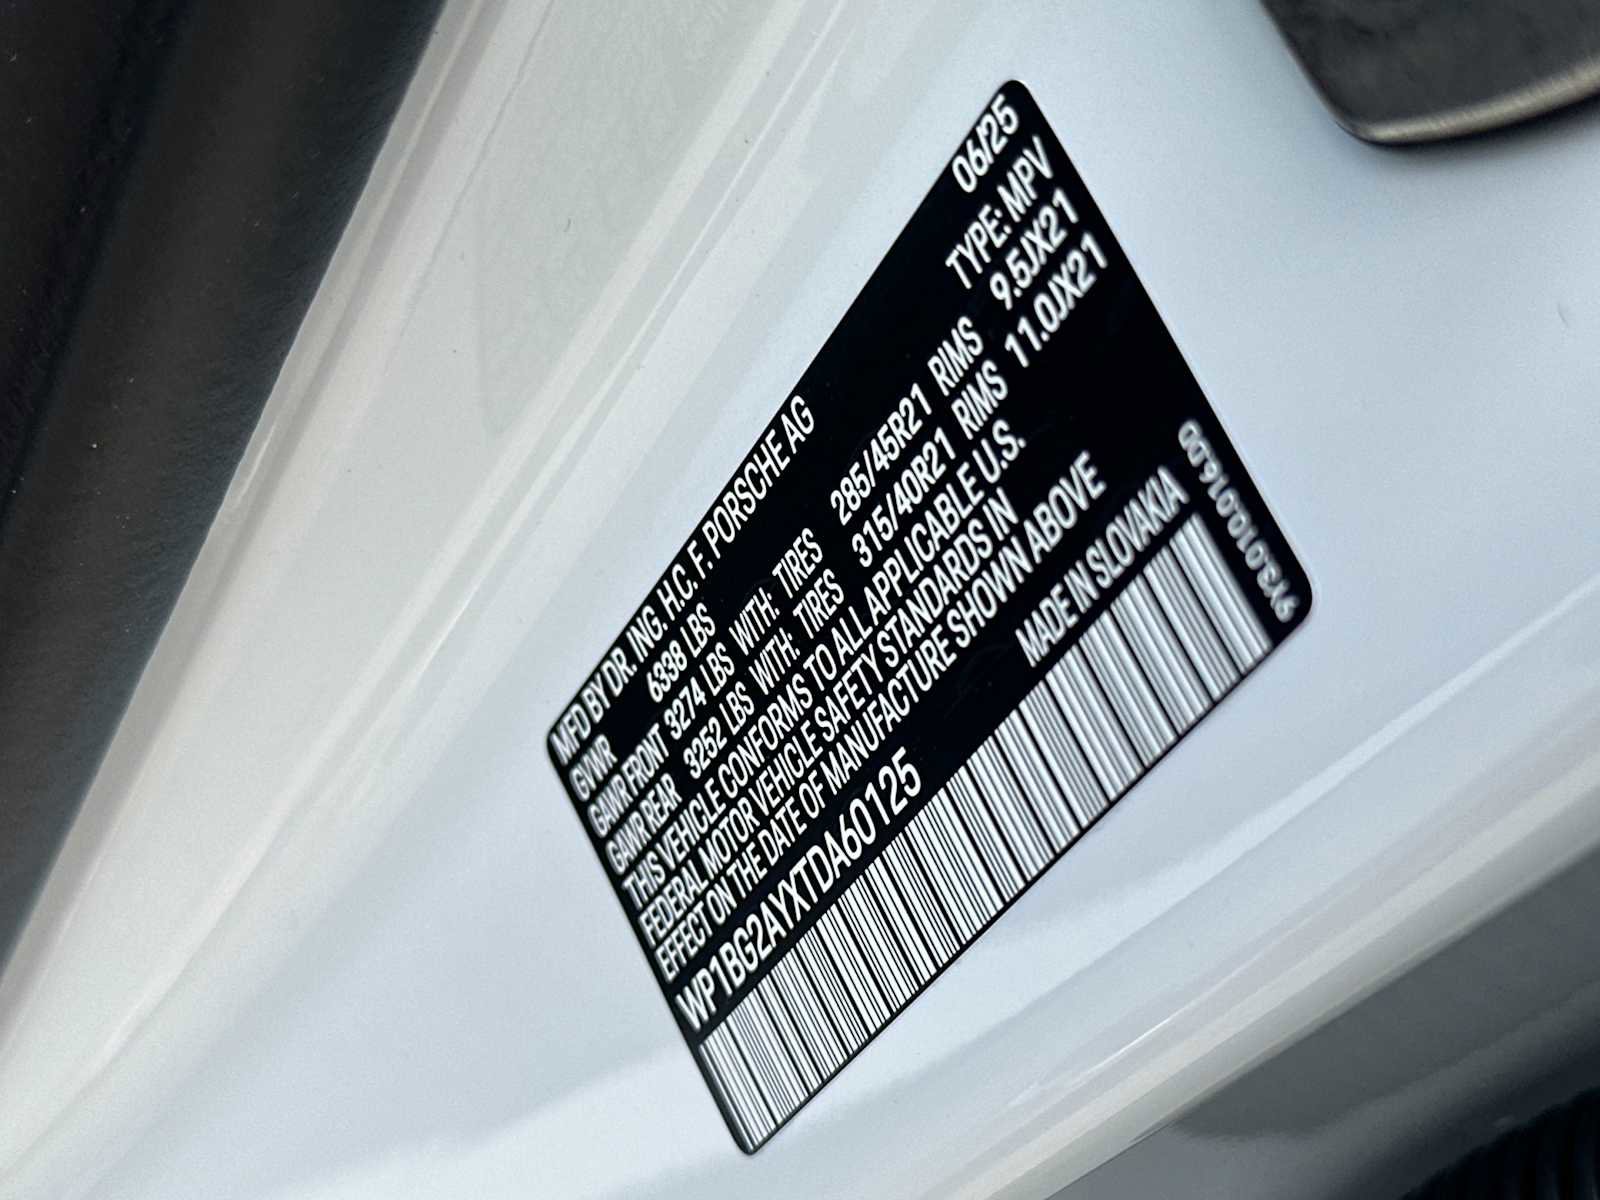 MFD BY DR. ING. H.C. F. PORSCHE AG 06/25
GVWR 6338 LBS TYPE: MPV
GAWR FRONT 3274 LBS WITH: TIRES 285/45R21 RIMS 9.5JX21
GAWR REAR 3252 LBS WITH: TIRES 315/40R21 RIMS 11.0JX21
THIS VEHICLE CONFORMS TO ALL APPLICABLE U.S.
FEDERAL MOTOR VEHICLE SAFETY STANDARDS IN
EFFECT ON THE DATE OF MANUFACTURE SHOWN ABOVE
WP1BG2AYXTDA60125 MADE IN SLOVAKIA